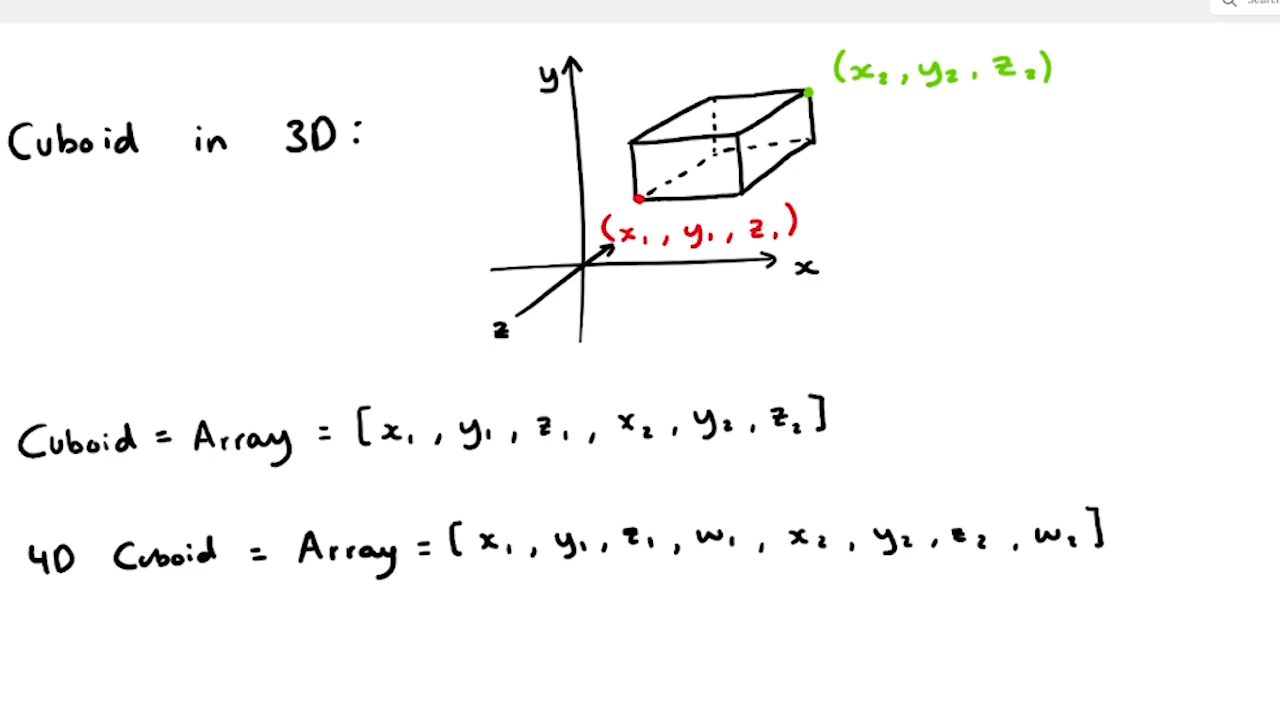 Search
y
(x₂, y₂, z₂)
Cuboid in 3D:
(x₁, y₁, z₁)
x
z
Cuboid = Array = [x₁, y₁, z₁, x₂, y₂, z₂]
4D Cuboid = Array = [x₁, y₁, z₁, w₁, x₂, y₂, z₂, w₂]